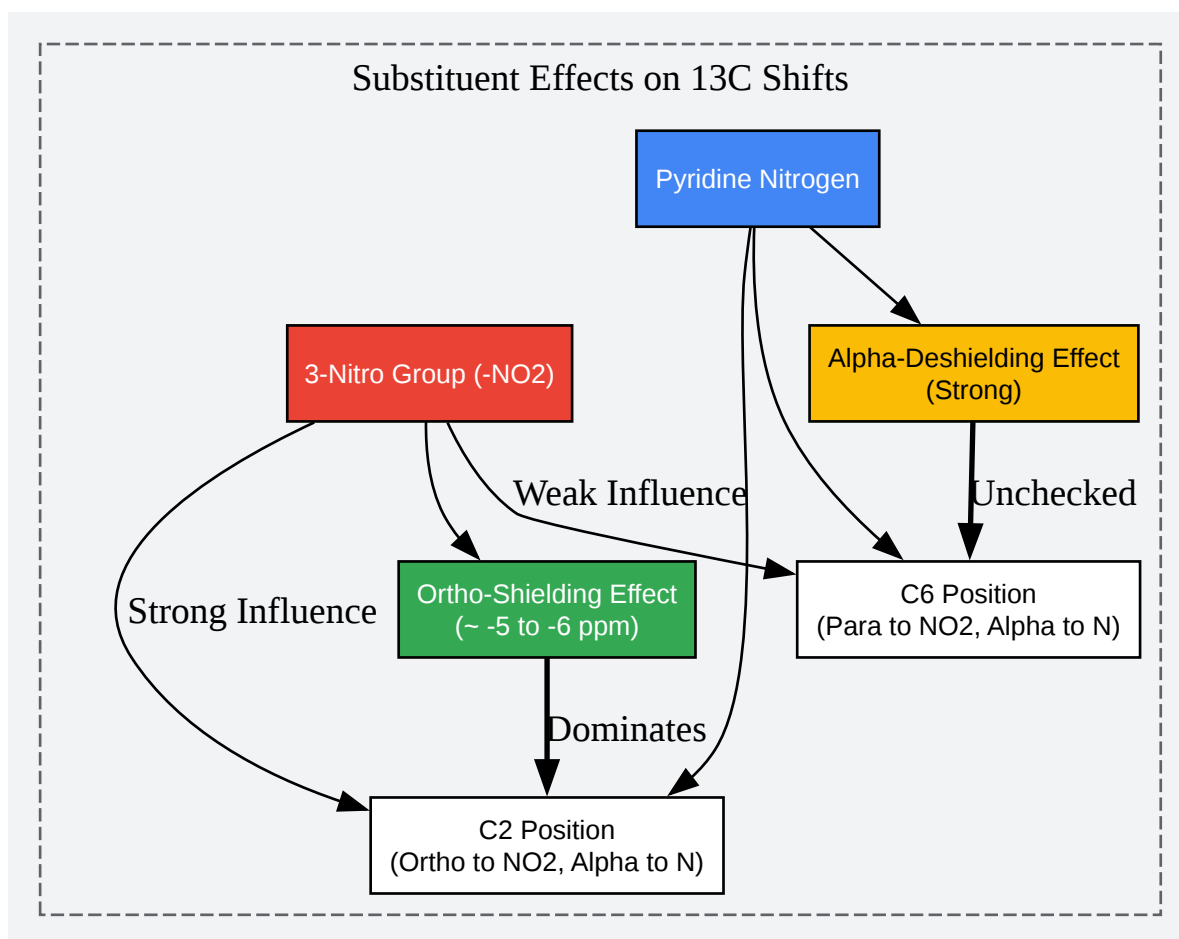 Substituent Effects on 13C Shifts
Pyridine Nitrogen
3-Nitro Group (-NO2)
Alpha-Deshielding Effect
(Strong)
Weak Influence
Unchecked
Strong Influence
Ortho-Shielding Effect
(~ -5 to -6 ppm)
C6 Position
(Para to NO2, Alpha to N)
Dominates
C2 Position
(Ortho to NO2, Alpha to N)